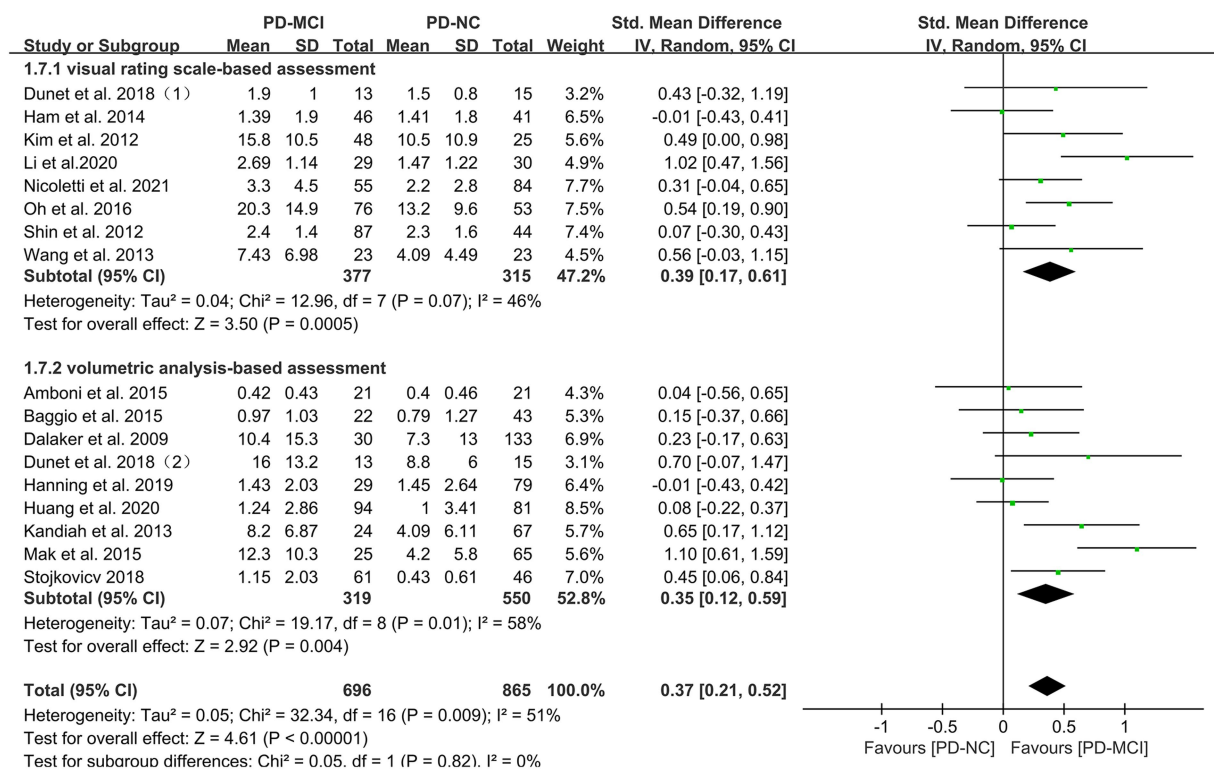 PD-MCI PD-NC Std. Mean Difference Std. Mean Difference
Study or Subgroup Mean SD Total Mean SD Total Weight IV, Random, 95% CI IV, Random, 95% CI
1.7.1 visual rating scale-based assessment
Dunet et al. 2018（1） 1.9 1 13 1.5 0.8 15 3.2% 0.43 [-0.32, 1.19]
Ham et al. 2014 1.39 1.9 46 1.41 1.8 41 6.5% -0.01 [-0.43, 0.41]
Kim et al. 2012 15.8 10.5 48 10.5 10.9 25 5.6% 0.49 [0.00, 0.98]
Li et al.2020 2.69 1.14 29 1.47 1.22 30 4.9% 1.02 [0.47, 1.56]
Nicoletti et al. 2021 3.3 4.5 55 2.2 2.8 84 7.7% 0.31 [-0.04, 0.65]
Oh et al. 2016 20.3 14.9 76 13.2 9.6 53 7.5% 0.54 [0.19, 0.90]
Shin et al. 2012 2.4 1.4 87 2.3 1.6 44 7.4% 0.07 [-0.30, 0.43]
Wang et al. 2013 7.43 6.98 23 4.09 4.49 23 4.5% 0.56 [-0.03, 1.15]
Subtotal (95% CI) 377 315 47.2% 0.39 [0.17, 0.61]
Heterogeneity: Tau² = 0.04; Chi² = 12.96, df = 7 (P = 0.07); I² = 46%
Test for overall effect: Z = 3.50 (P = 0.0005)
1.7.2 volumetric analysis-based assessment
Amboni et al. 2015 0.42 0.43 21 0.4 0.46 21 4.3% 0.04 [-0.56, 0.65]
Baggio et al. 2015 0.97 1.03 22 0.79 1.27 43 5.3% 0.15 [-0.37, 0.66]
Dalaker et al. 2009 10.4 15.3 30 7.3 13 133 6.9% 0.23 [-0.17, 0.63]
Dunet et al. 2018（2） 16 13.2 13 8.8 6 15 3.1% 0.70 [-0.07, 1.47]
Hanning et al. 2019 1.43 2.03 29 1.45 2.64 79 6.4% -0.01 [-0.43, 0.42]
Huang et al. 2020 1.24 2.86 94 1 3.41 81 8.5% 0.08 [-0.22, 0.37]
Kandiah et al. 2013 8.2 6.87 24 4.09 6.11 67 5.7% 0.65 [0.17, 1.12]
Mak et al. 2015 12.3 10.3 25 4.2 5.8 65 5.6% 1.10 [0.61, 1.59]
Stojkovicv 2018 1.15 2.03 61 0.43 0.61 46 7.0% 0.45 [0.06, 0.84]
Subtotal (95% CI) 319 550 52.8% 0.35 [0.12, 0.59]
Heterogeneity: Tau² = 0.07; Chi² = 19.17, df = 8 (P = 0.01); I² = 58%
Test for overall effect: Z = 2.92 (P = 0.004)
Total (95% CI) 696 865 100.0% 0.37 [0.21, 0.52]
Heterogeneity: Tau² = 0.05; Chi² = 32.34, df = 16 (P = 0.009); I² = 51%
-1 -0.5 0 0.5 1
Test for overall effect: Z = 4.61 (P < 0.00001)
Favours [PD-NC] Favours [PD-MCI]
Test for subgroup differences: Chi² = 0.05, df = 1 (P = 0.82), I² = 0%